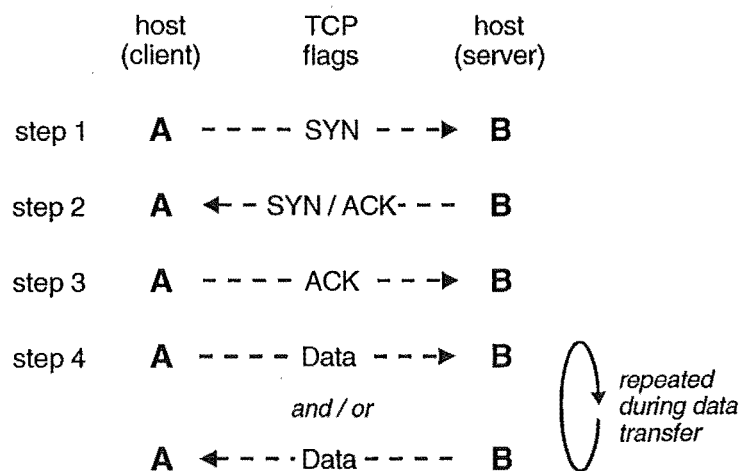 host TCP host
(client) flags (server)
step 1 A SYN B
step 2 A SYN / ACK B
step 3 A ACK B
step 4 A Data B
and / or
repeated
during data
transfer
A Data B